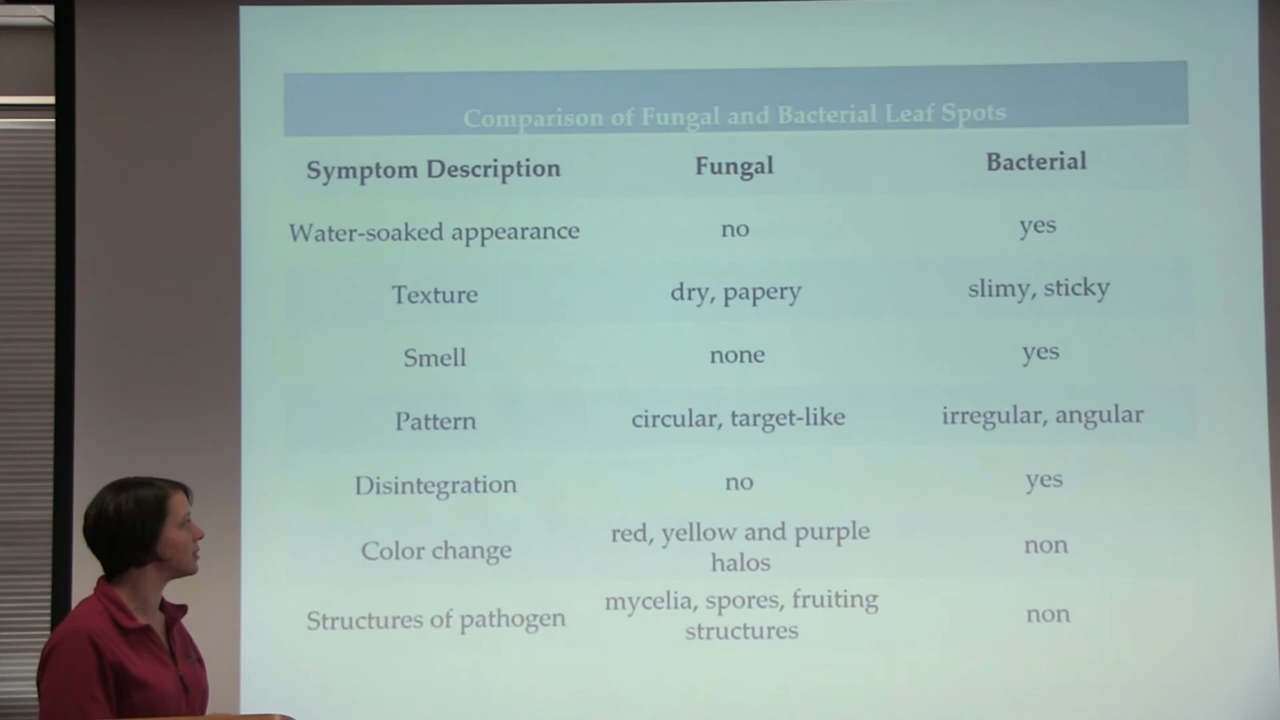 Comparison of Fungal and Bacterial Leaf Spots
Symptom Description Fungal Bacterial
Water-soaked appearance no yes
Texture dry, papery slimy, sticky
Smell none yes
Pattern circular, target-like irregular, angular
Disintegration no yes
Color change red, yellow and purple halos non
Structures of pathogen mycelia, spores, fruiting structures non